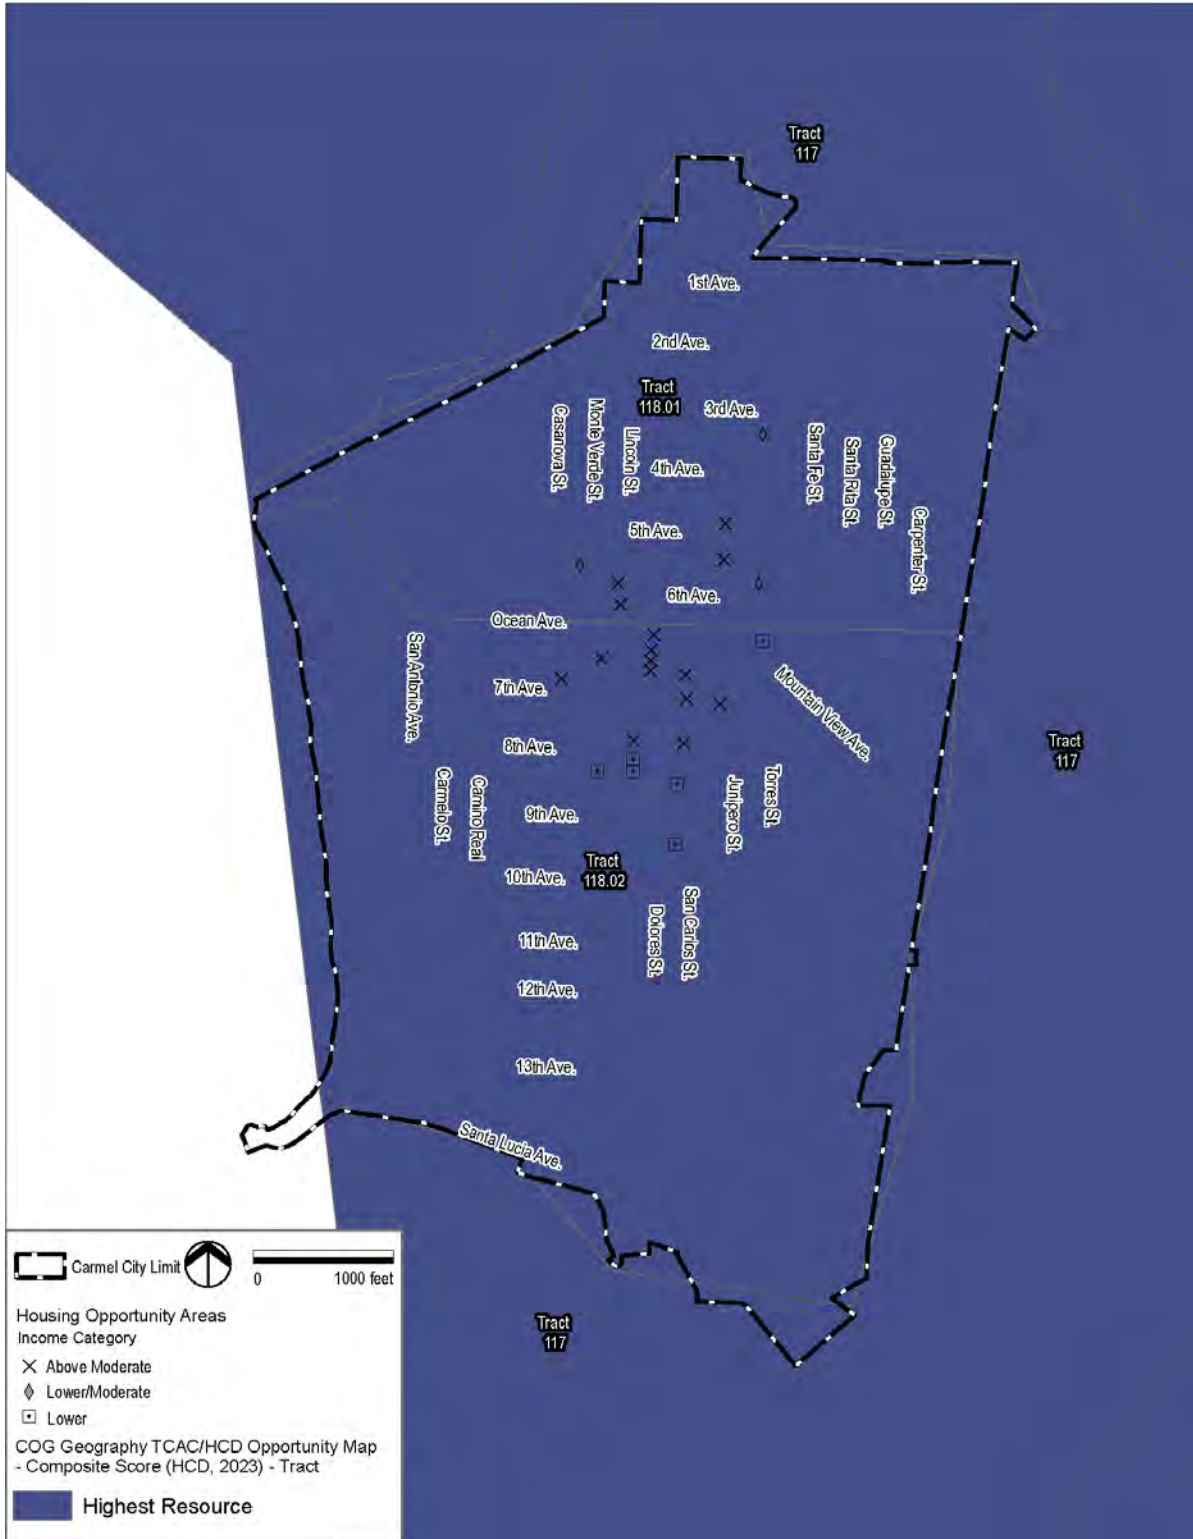 Tract
117
1st Ave.
2nd Ave.
Tract
118.01
3rd Ave.
Casanova St.
Monte Verde St.
Lincoln St.
4th Ave.
Santa Fe St.
Santa Rita St.
Guadalupe St.
Carpenter St.
5th Ave.
6th Ave.
Ocean Ave.
San Antonio Ave.
7th Ave.
Mountain View Ave.
8th Ave.
Tract
117
Carmelo St.
Camino Real
Junipero St.
Torres St.
9th Ave.
Tract
118.02
10th Ave.
Dolores St.
San Carlos St.
11th Ave.
12th Ave.
13th Ave.
Santa Lucia Ave.
Tract
117
Carmel City Limit
0 1000 feet
Housing Opportunity Areas
Income Category
Above Moderate
Lower/Moderate
Lower
COG Geography TCAC/HCD Opportunity Map
- Composite Score (HCD, 2023) - Tract
Highest Resource